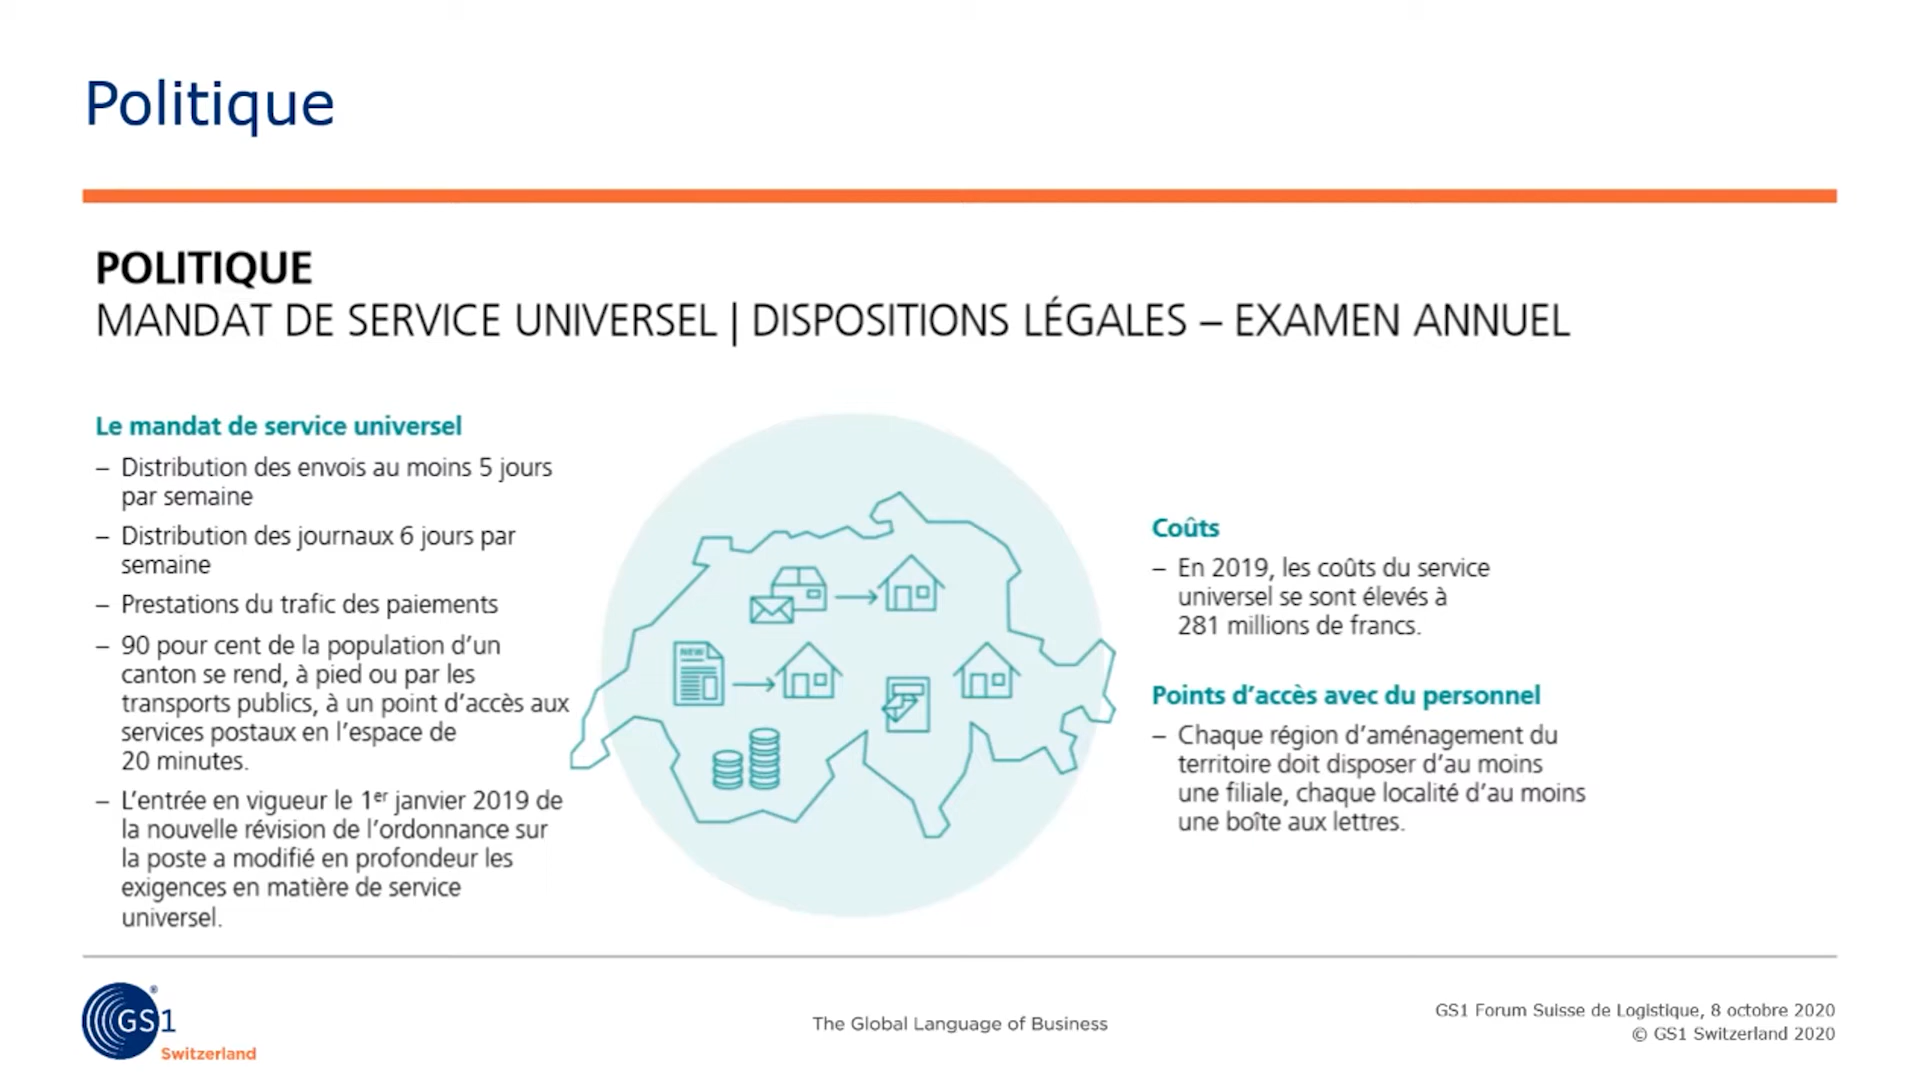 Politique
POLITIQUE
MANDAT DE SERVICE UNIVERSEL | DISPOSITIONS LÉGALES – EXAMEN ANNUEL
Le mandat de service universel
– Distribution des envois au moins 5 jours
par semaine
– Distribution des journaux 6 jours par
semaine
– Prestations du trafic des paiements
– 90 pour cent de la population d’un
canton se rend, à pied ou par les
transports publics, à un point d’accès aux
services postaux en l’espace de
20 minutes.
– L’entrée en vigueur le 1er janvier 2019 de
la nouvelle révision de l’ordonnance sur
la poste a modifié en profondeur les
exigences en matière de service
universel.
NEW
Coûts
– En 2019, les coûts du service
universel se sont élevés à
281 millions de francs.
Points d’accès avec du personnel
– Chaque région d’aménagement du
territoire doit disposer d’au moins
une filiale, chaque localité d’au moins
une boîte aux lettres.
GS1 ®
Switzerland
The Global Language of Business
GS1 Forum Suisse de Logistique, 8 octobre 2020
© GS1 Switzerland 2020